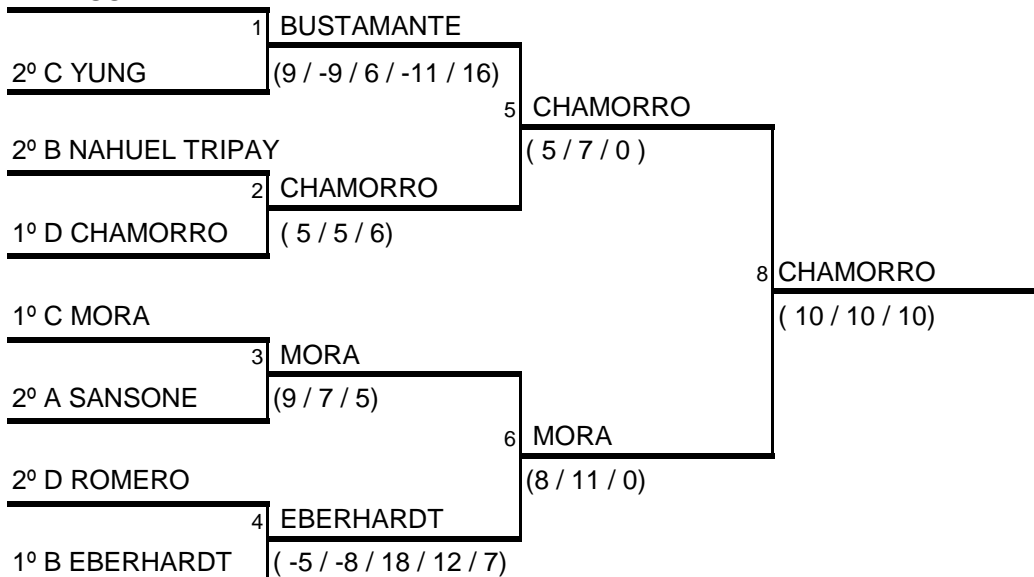 1 BUSTAMANTE
2º C YUNG (9 / -9 / 6 / -11 / 16)
5 CHAMORRO
2º B NAHUEL TRIPAY ( 5 / 7 / 0 )
2 CHAMORRO
1º D CHAMORRO ( 5 / 5 / 6)
8 CHAMORRO
1º C MORA ( 10 / 10 / 10)
3 MORA
2º A SANSONE (9 / 7 / 5)
6 MORA
2º D ROMERO (8 / 11 / 0)
4 EBERHARDT
1º B EBERHARDT ( -5 / -8 / 18 / 12 / 7)